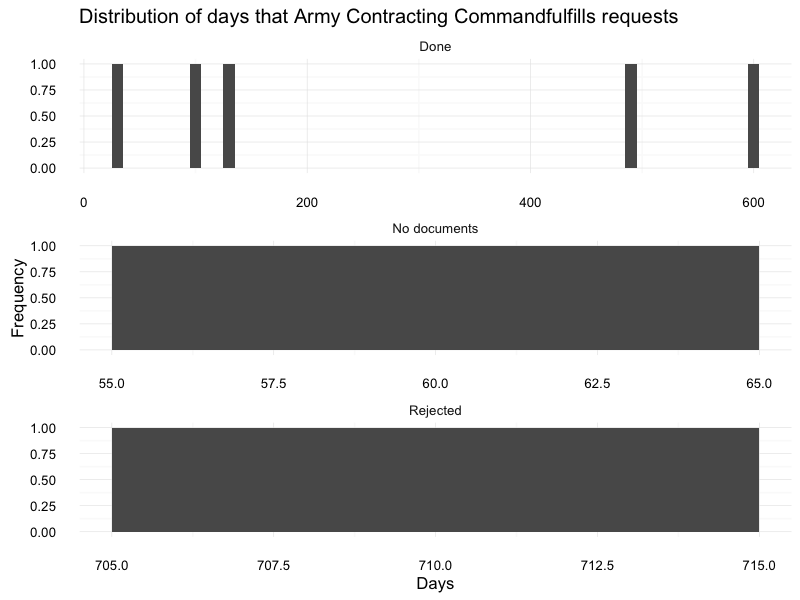 Distribution of days that Army Contracting Commandfulfills requests
Done
1.00
0.75
0.50
0.25
0.00
0 200 400 600
No documents
1.00
0.75
0.50
0.25
0.00
55.0 57.5 60.0 62.5 65.0
Frequency
Rejected
1.00
0.75
0.50
0.25
0.00
705.0 707.5 710.0 712.5 715.0
Days